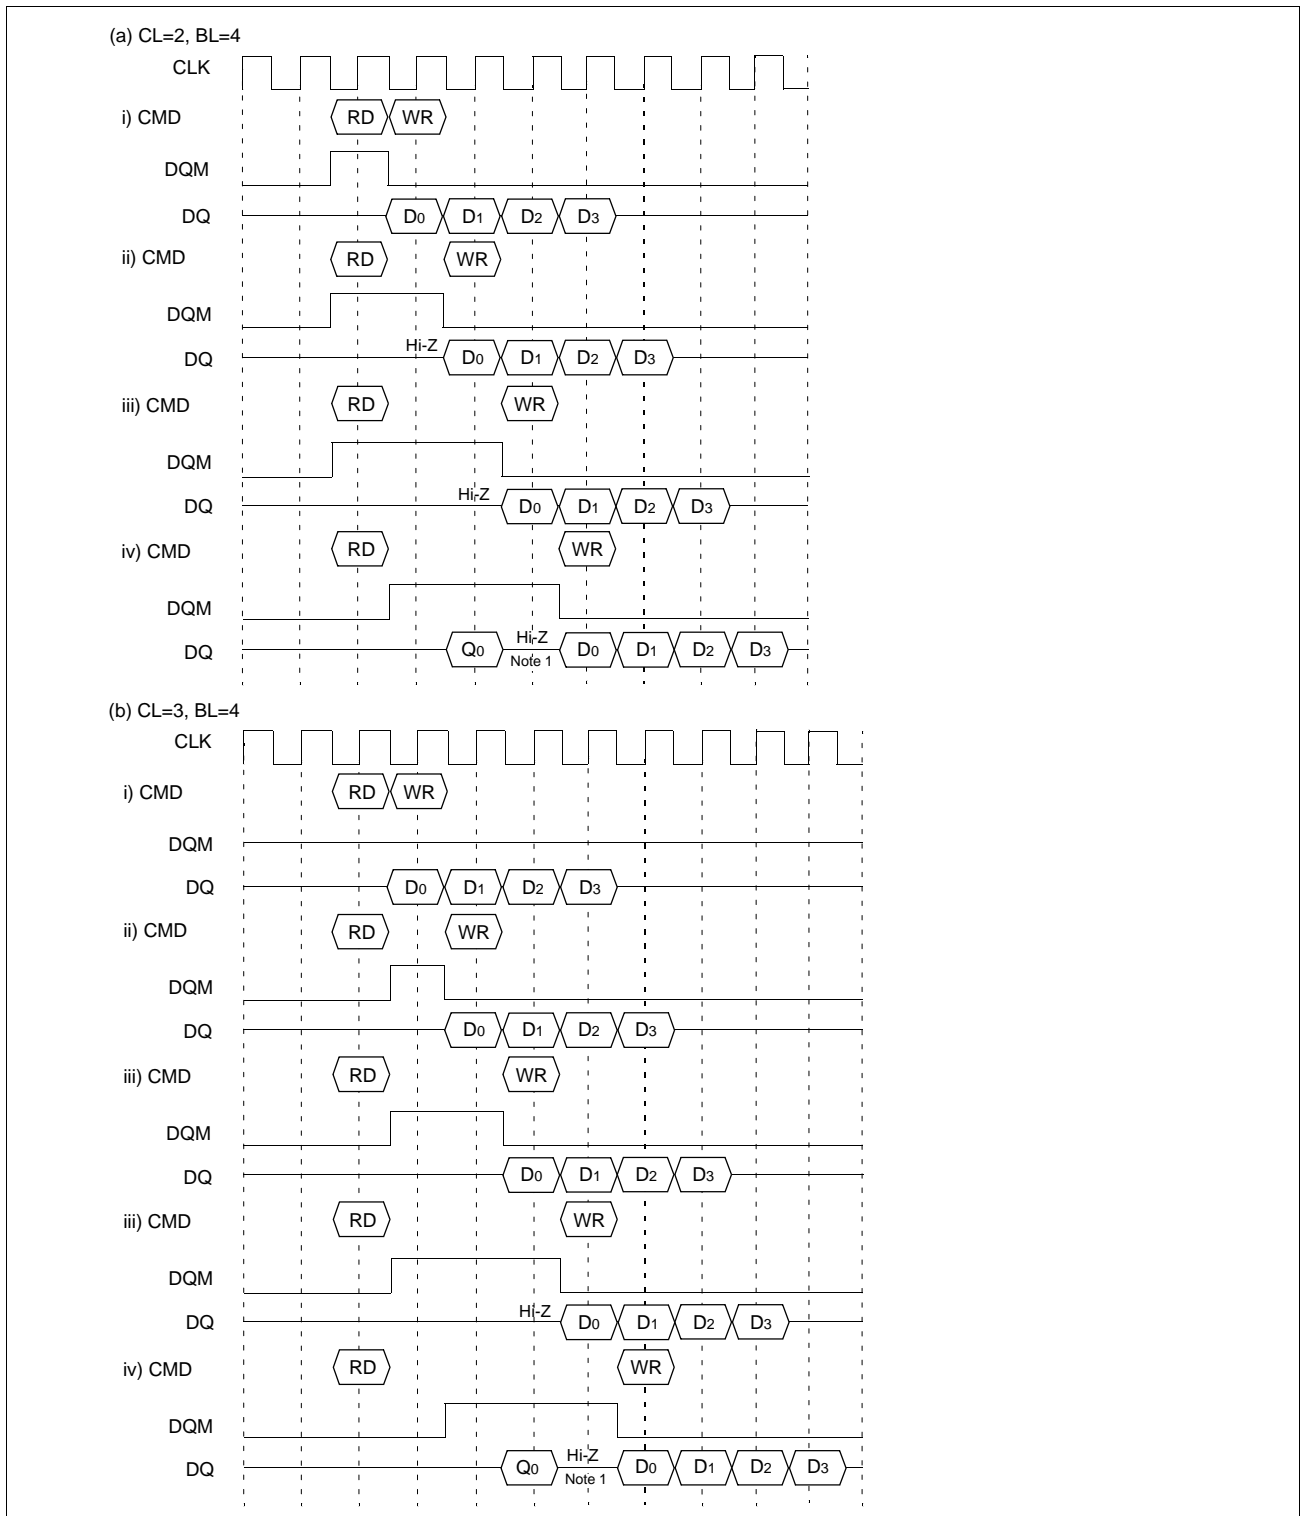 (a) CL=2, BL=4
CLK
i) CMD RD WR
DQM
DQ D0 D1 D2 D3
ii) CMD RD WR
DQM
DQ Hi-Z D0 D1 D2 D3
iii) CMD RD WR
DQM
DQ Hi-Z D0 D1 D2 D3
iv) CMD RD WR
DQM
DQ Q0 Hi-Z D0 D1 D2 D3
Note 1
(b) CL=3, BL=4
CLK
i) CMD RD WR
DQM
DQ D0 D1 D2 D3
ii) CMD RD WR
DQM
DQ D0 D1 D2 D3
iii) CMD RD WR
DQM
DQ D0 D1 D2 D3
iii) CMD RD WR
DQM
DQ Hi-Z D0 D1 D2 D3
iv) CMD RD WR
DQM
DQ Q0 Hi-Z D0 D1 D2 D3
Note 1